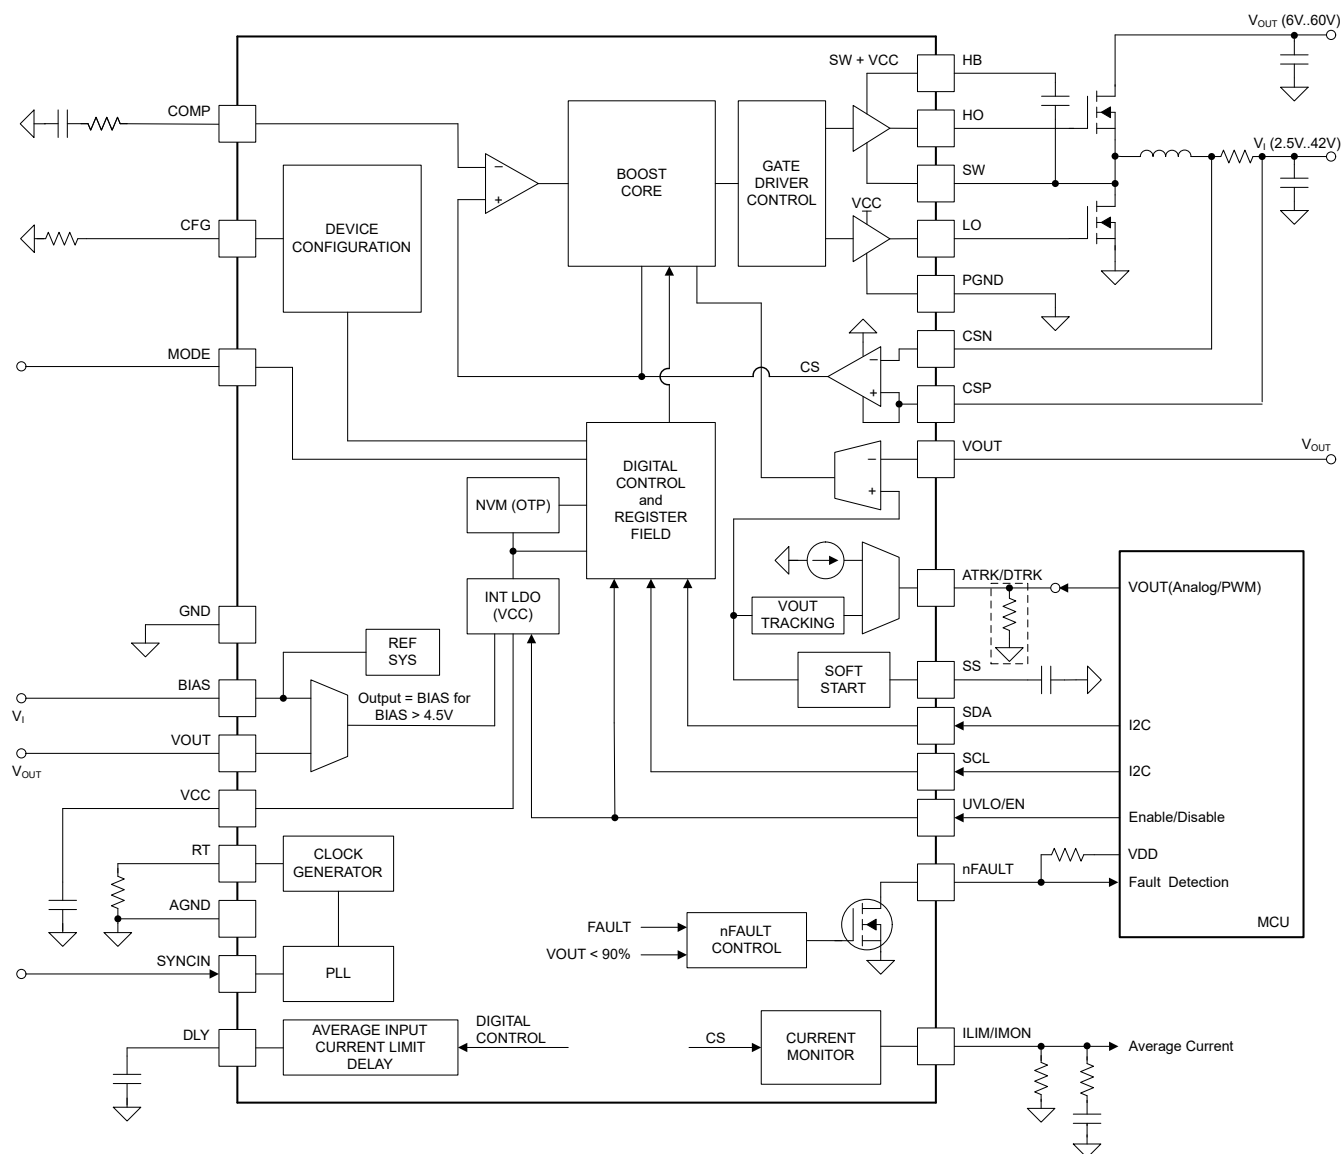 VOUT (6V..60V)
SW + VCC
HB
COMP
HO
BOOST
CORE
GATE
DRIVER
CONTROL
VI (2.5V..42V)
−
+
SW
VCC
CFG
DEVICE
CONFIGURATION
LO
PGND
CSN
MODE
CS
−
+
CSP
VOUT
VOUT
−
+
DIGITAL
CONTROL
and
REGISTER
FIELD
NVM (OTP)
ATRK/DTRK
VOUT(Analog/PWM)
INT LDO
(VCC)
VOUT
TRACKING
GND
REF
SYS
SOFT
START
SS
BIAS
VI
Output = BIAS for
BIAS > 4.5V
SDA
I2C
VOUT
VOUT
SCL
I2C
VCC
UVLO/EN
Enable/Disable
RT
CLOCK
GENERATOR
VDD
nFAULT
Fault Detection
AGND
FAULT
VOUT < 90%
nFAULT
CONTROL
MCU
SYNCIN
PLL
DLY
AVERAGE INPUT
CURRENT LIMIT
DELAY
DIGITAL
CONTROL
CS
CURRENT
MONITOR
ILIM/IMON
Average Current